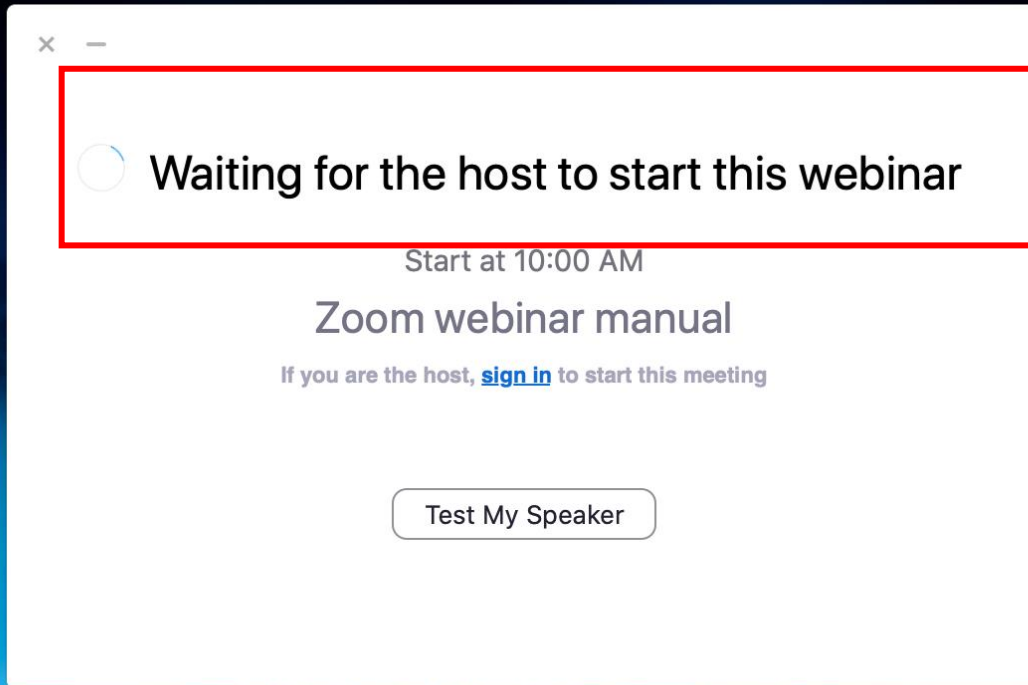 Waiting for the host to start this webinar
Start at 10:00 AM
Zoom webinar manual
If you are the host, sign in to start this meeting
Test My Speaker